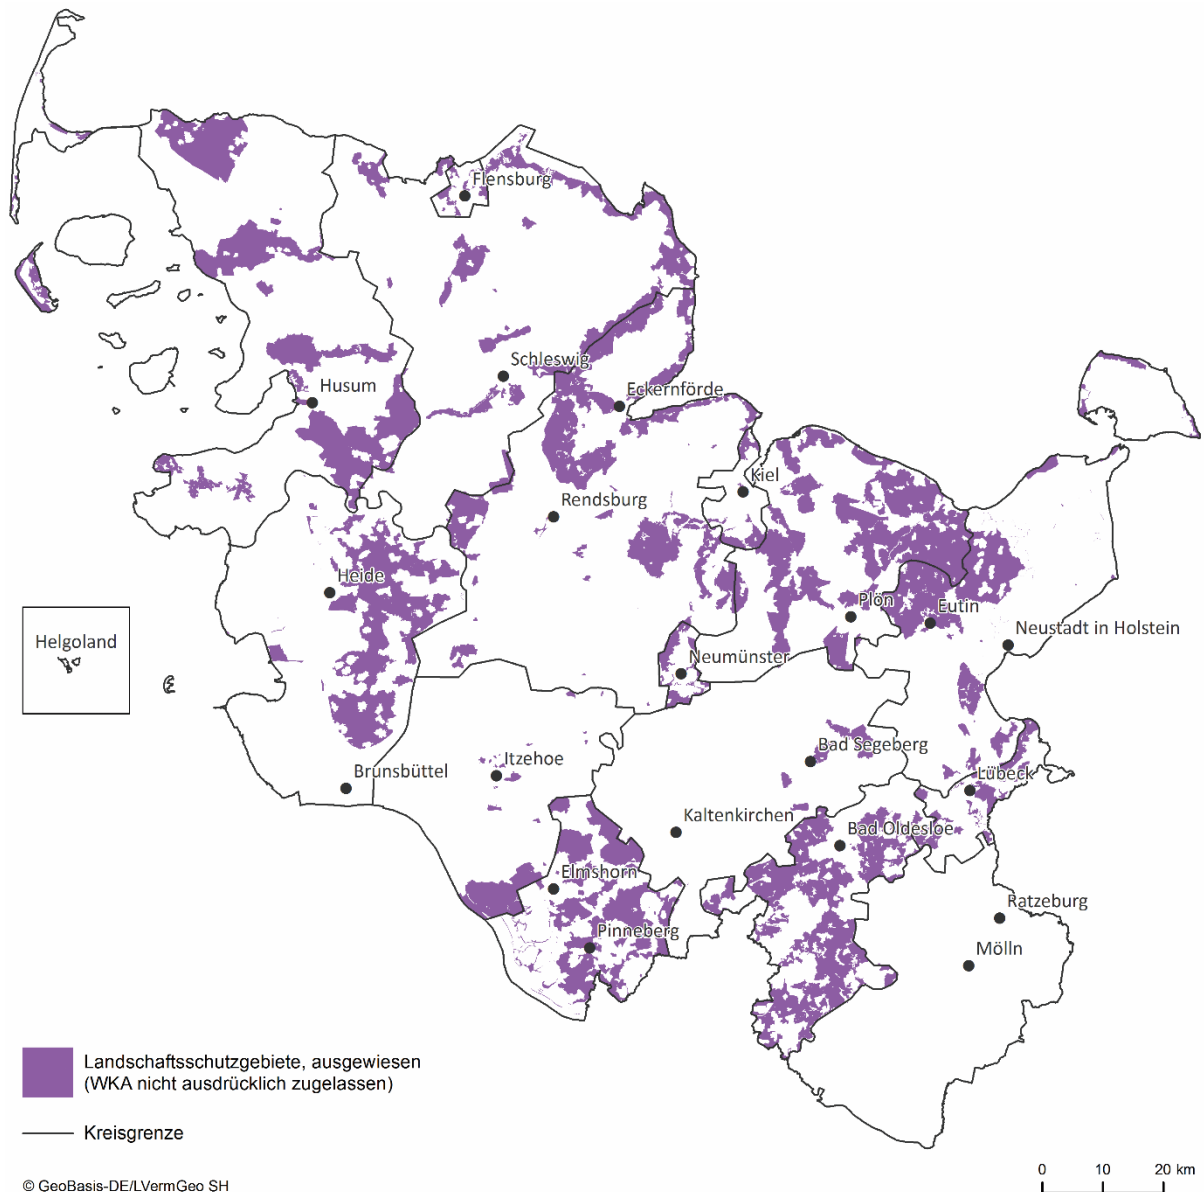 Flensburg
Schleswig
Husum
Eckernförde
Kiel
Rendsburg
Heide
Plön
Eutin
Helgoland
Neustadt in Holstein
Neumünster
Bad Segeberg
Itzehoe
Brunsbüttel
Lübeck
Kaltenkirchen
Bad Oldesloe
Elmshorn
Ratzeburg
Pinneberg
Mölln
Landschaftsschutzgebiete, ausgewiesen
(WKA nicht ausdrücklich zugelassen)
Kreisgrenze
0 10 20 km
© GeoBasis-DE/LVermGeo SH